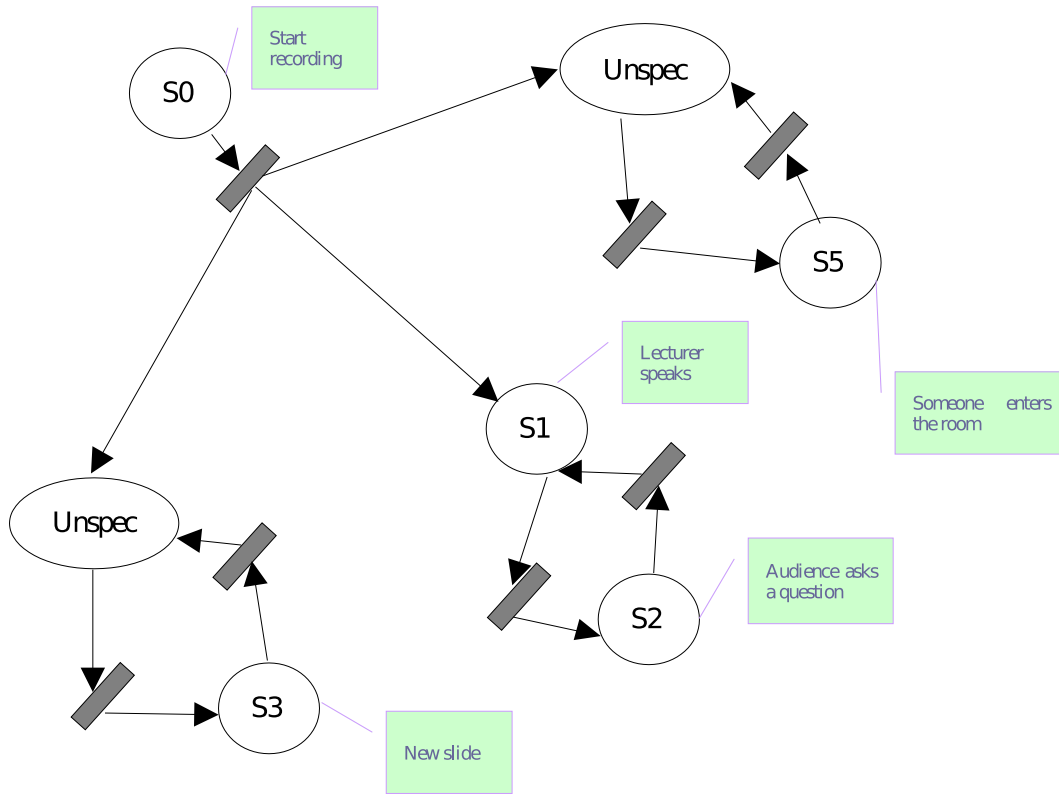 Start
recording
S0
Unspec
S5
Lecturer
speaks
Someone enters
the room
S1
Unspec
Audience asks
a question
S2
S3
New slide